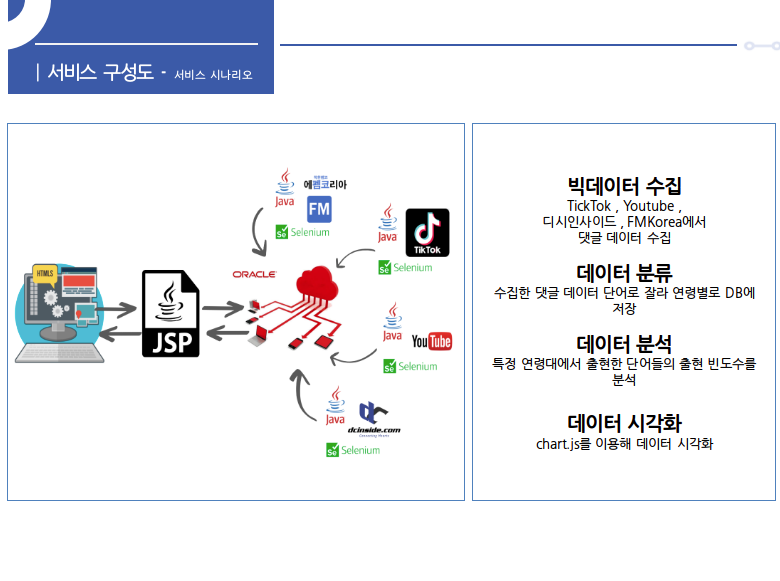 | 서비스 구성도 - 서비스 시나리오
에펨코리아
Java
FM
Selenium
Java
TikTok
Selenium
ORACLE
HTML5
JSP
Java
YouTube
Selenium
Java
dcinside.com
Selenium
빅데이터 수집
TickTok , Youtube ,
디시인사이드 , FMKorea에서
댓글 데이터 수집
데이터 분류
수집한 댓글 데이터 단어로 잘라 연령별로 DB에
저장
데이터 분석
특정 연령대에서 출현한 단어들의 출현 빈도수를
분석
데이터 시각화
chart.js를 이용해 데이터 시각화